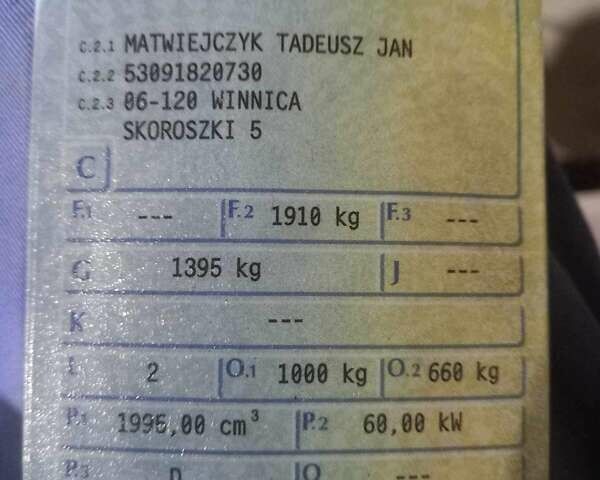 C.2.1 MATWIEJCZYK TADEUSZ JAN
C.2.2 53091820730
C.2.3 06-120 WINNICA
SKOROSZKI 5
C
F.1 --- F.2 1910 kg F.3 ---
G 1395 kg J ---
K ---
L 2 O.1 1000 kg O.2 660 kg
P.1 1995,00 cm³ P.2 60,00 kW
P.3 D Q ---